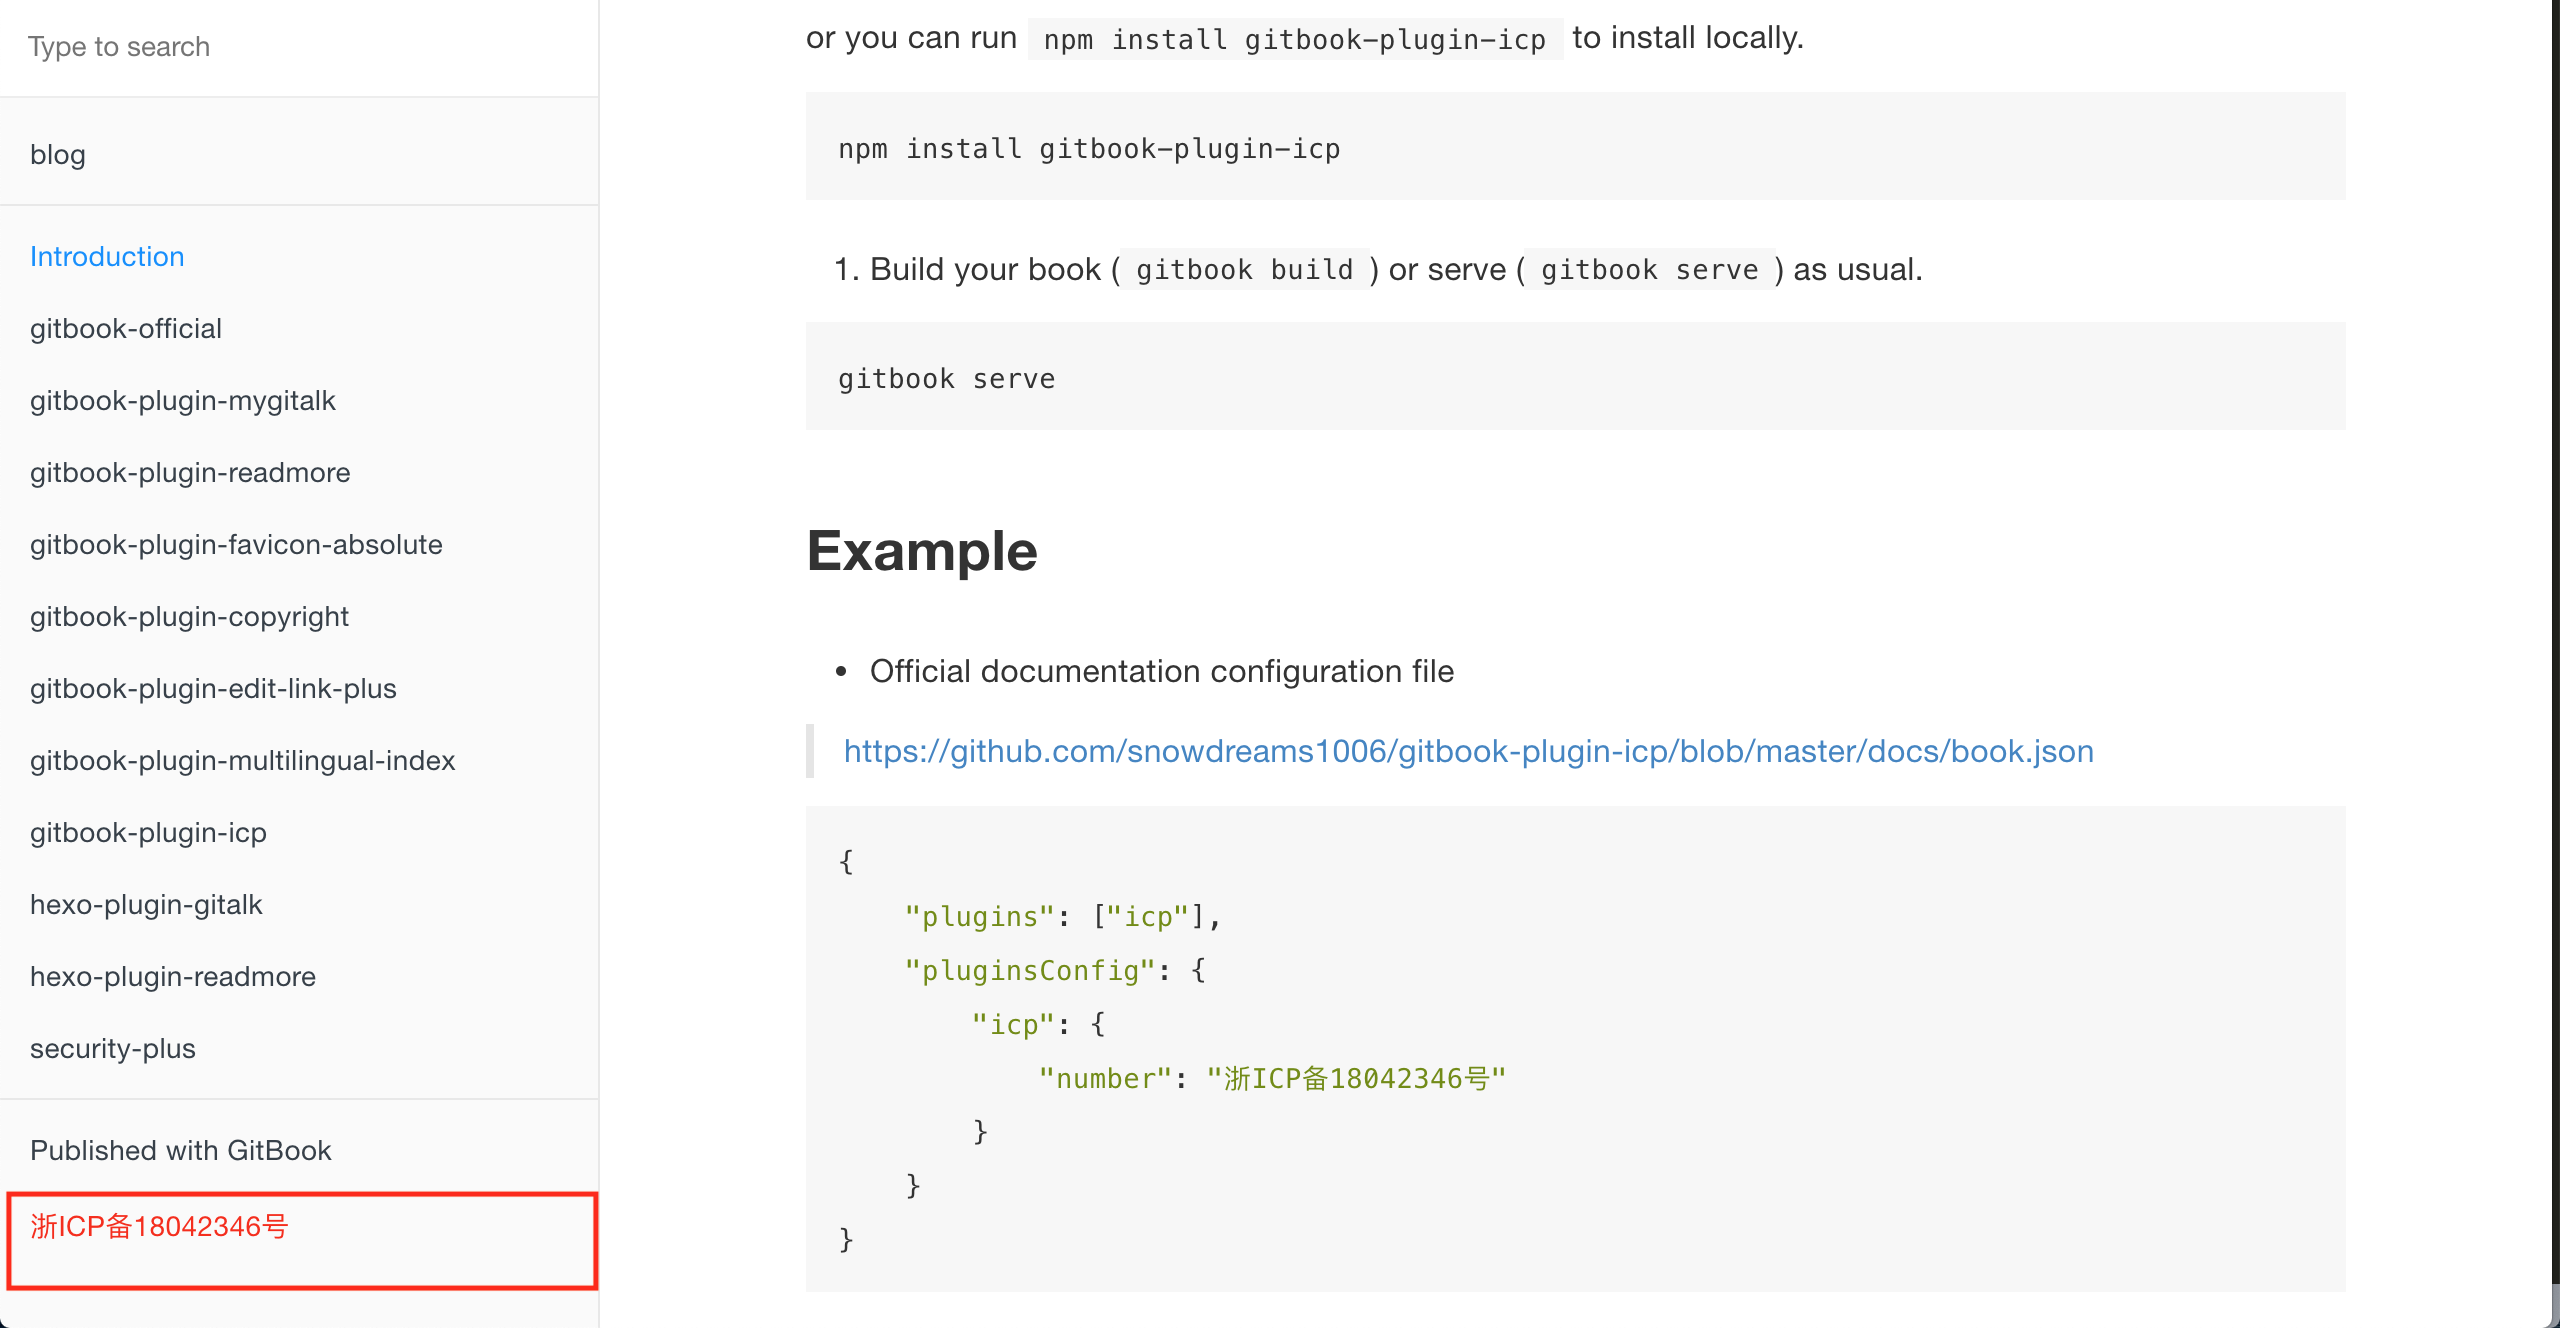 Type to search
blog
Introduction
gitbook-official
gitbook-plugin-mygitalk
gitbook-plugin-readmore
gitbook-plugin-favicon-absolute
gitbook-plugin-copyright
gitbook-plugin-edit-link-plus
gitbook-plugin-multilingual-index
gitbook-plugin-icp
hexo-plugin-gitalk
hexo-plugin-readmore
security-plus
Published with GitBook
浙ICP备18042346号
or you can run npm install gitbook-plugin-icp to install locally.
npm install gitbook-plugin-icp
1. Build your book ( gitbook build ) or serve ( gitbook serve ) as usual.
gitbook serve
Example
• Official documentation configuration file
https://github.com/snowdreams1006/gitbook-plugin-icp/blob/master/docs/book.json
{
    "plugins": ["icp"],
    "pluginsConfig": {
        "icp": {
            "number": "浙ICP备18042346号"
        }
    }
}